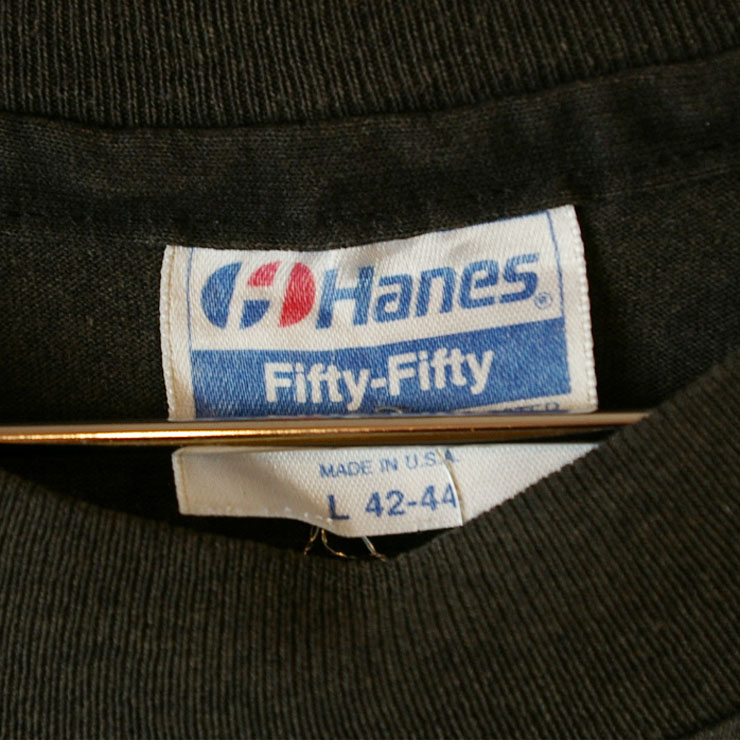 Hanes®
Fifty-Fifty
MADE IN U.S.A.
L 42-44